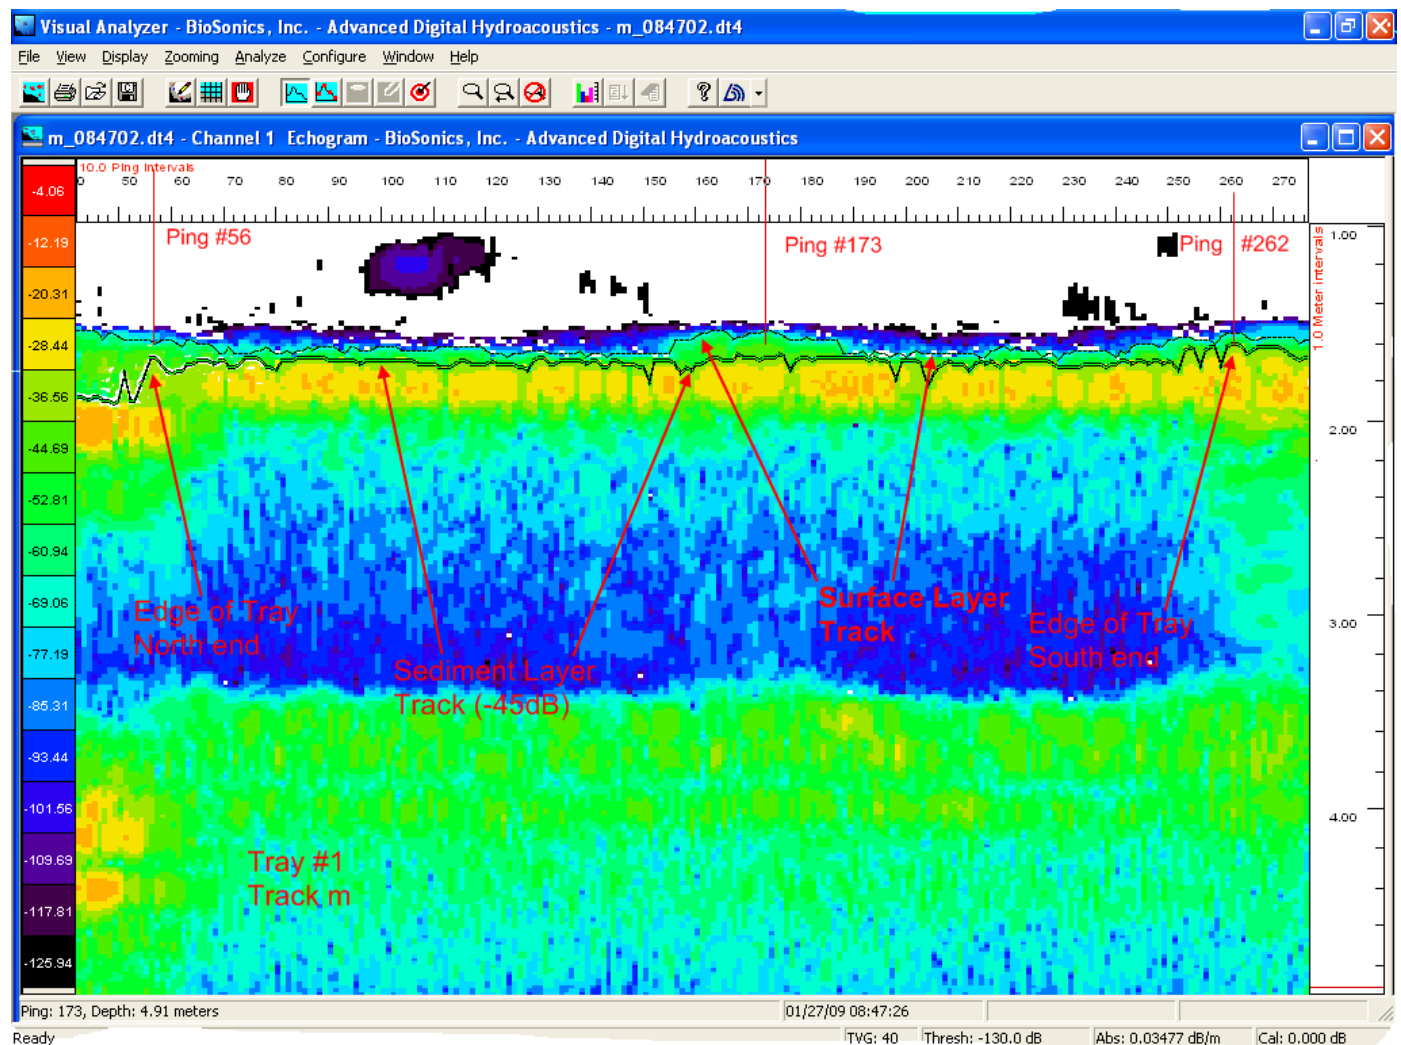 Visual Analyzer - BioSonics, Inc. - Advanced Digital Hydroacoustics - m_084702.dt4
File View Display Zooming Analyze Configure Window Help
m_084702.dt4 - Channel 1 Echogram - BioSonics, Inc. - Advanced Digital Hydroacoustics
10.0 Ping Intervals
0 50 60 70 80 90 100 110 120 130 140 150 160 170 180 190 200 210 220 230 240 250 260 270
-4.06
-12.19
-20.31
-28.44
-36.56
-44.69
-52.81
-60.94
-69.06
-77.19
-85.31
-93.44
-101.56
-109.69
-117.81
-125.94
Ping #56
Ping #173
Ping #262
1.0 Meter intervals
1.00
2.00
3.00
4.00
Edge of Tray
North end
Sediment Layer
Track (-45dB)
Surface Layer
Track
Edge of Tray
South end
Tray #1
Track m
Ping: 173, Depth: 4.91 meters
01/27/09 08:47:26
Ready
TVG: 40 Thresh: -130.0 dB Abs: 0.03477 dB/m Cal: 0.000 dB